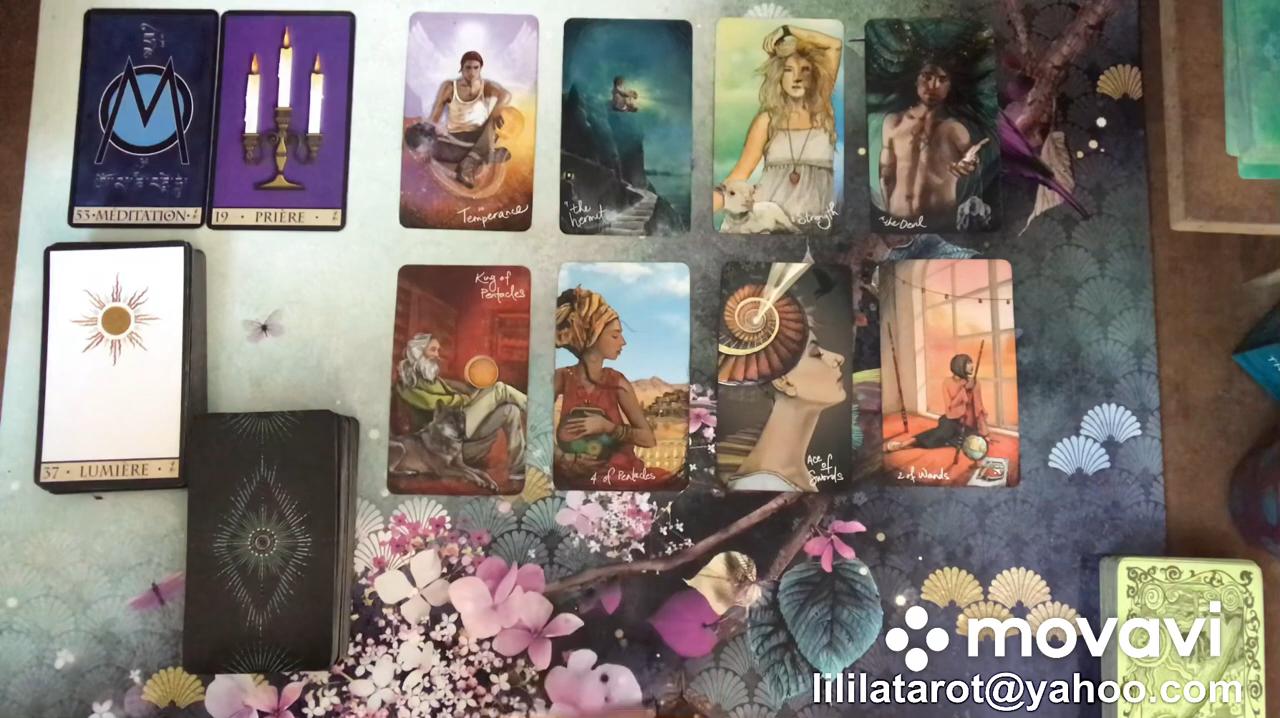 53 • MÉDITATION •
19 • PRIÈRE •
Temperance
the
hermit
Strength
the Devil
37 • LUMIÈRE •
King of
Pentacles
4 of Pentacles
Ace
of
Swords
2 of Wands
movavi
lililatarot@yahoo.com